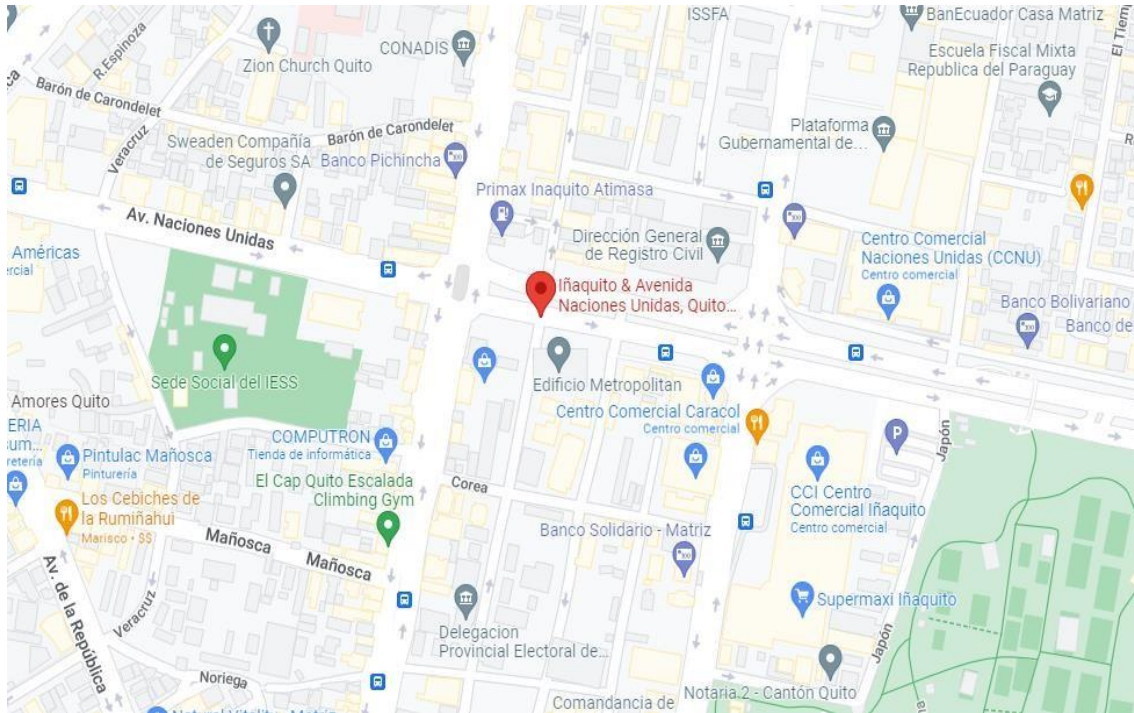 ISSFA
BanEcuador Casa Matriz
El Tiem
CONADIS
R. Espinoza
Zion Church Quito
Escuela Fiscal Mixta
Republica del Paraguay
Barón de Carondelet
Veracruz
Barón de Carondelet
Sweaden Compañía
de Seguros SA
Banco Pichincha
Plataforma
Gubernamental de...
Primax Inaquito Atimasa
Av. Naciones Unidas
Dirección General
de Registro Civil
Centro Comercial
Naciones Unidas (CCNU)
Centro comercial
Américas
rcial
Iñaquito & Avenida
Naciones Unidas, Quito...
Banco Bolivariano
Banco de
Sede Social del IESS
Edificio Metropolitan
Amores Quito
Centro Comercial Caracol
Centro comercial
P
Japón
ERIA
um...
retería
Pintulac Mañosca
Pinturería
COMPUTRON
Tienda de informática
El Cap Quito Escalada
Climbing Gym
Corea
CCI Centro
Comercial Iñaquito
Centro comercial
Los Cebiches de
la Rumiñahui
Marisco • $$
Mañosca
Mañosca
Banco Solidario - Matriz
Av. de la República
Veracruz
Supermaxi Iñaquito
Delegacion
Provincial Electoral de...
Japón
Noriega
Notaria 2 - Cantón Quito
Comandancia de